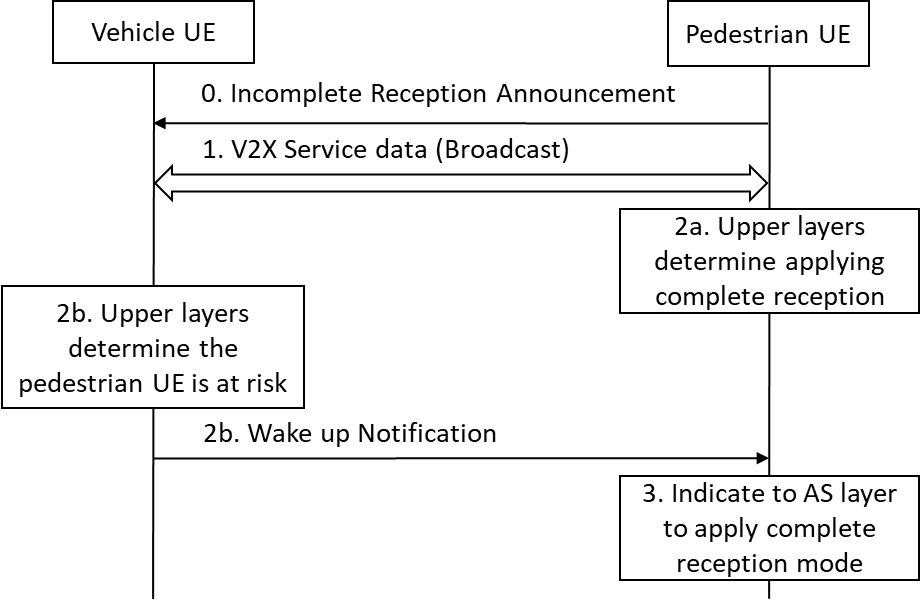 Vehicle UE
Pedestrian UE
0. Incomplete Reception Announcement
1. V2X Service data (Broadcast)
2a. Upper layers
determine applying
complete reception
2b. Upper layers
determine the
pedestrian UE is at risk
2b. Wake up Notification
3. Indicate to AS layer
to apply complete
reception mode